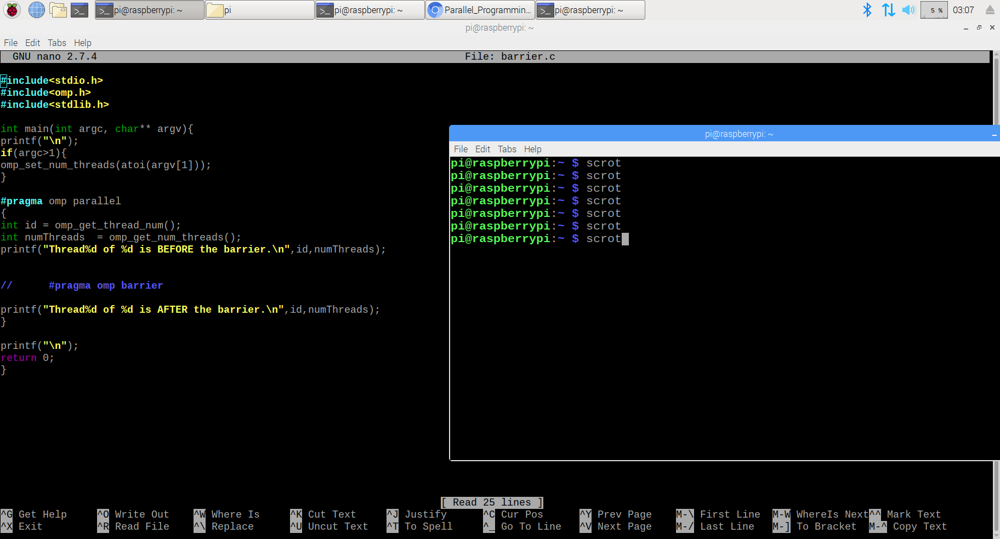 pi@raspberrypi: ~ pi pi@raspberrypi: ~ Parallel_Programmin... pi@raspberrypi: ~ 5 % 03:07
pi@raspberrypi: ~
File Edit Tabs Help
GNU nano 2.7.4 File: barrier.c
#include<stdio.h>
#include<omp.h>
#include<stdlib.h>
int main(int argc, char** argv){
printf("\n");
if(argc>1){
omp_set_num_threads(atoi(argv[1]));
}
#pragma omp parallel
{
int id = omp_get_thread_num();
int numThreads  = omp_get_num_threads();
printf("Thread%d of %d is BEFORE the barrier.\n",id,numThreads);
//      #pragma omp barrier
printf("Thread%d of %d is AFTER the barrier.\n",id,numThreads);
}
printf("\n");
return 0;
}
pi@raspberrypi: ~
File Edit Tabs Help
pi@raspberrypi:~ $ scrot
pi@raspberrypi:~ $ scrot
pi@raspberrypi:~ $ scrot
pi@raspberrypi:~ $ scrot
pi@raspberrypi:~ $ scrot
pi@raspberrypi:~ $ scrot
pi@raspberrypi:~ $ scrot
[ Read 25 lines ]
^G Get Help ^O Write Out ^W Where Is ^K Cut Text ^J Justify ^C Cur Pos ^Y Prev Page M-\ First Line M-W WhereIs Next ^^ Mark Text
^X Exit ^R Read File ^\ Replace ^U Uncut Text ^T To Spell ^_ Go To Line ^V Next Page M-/ Last Line M-] To Bracket M-^ Copy Text